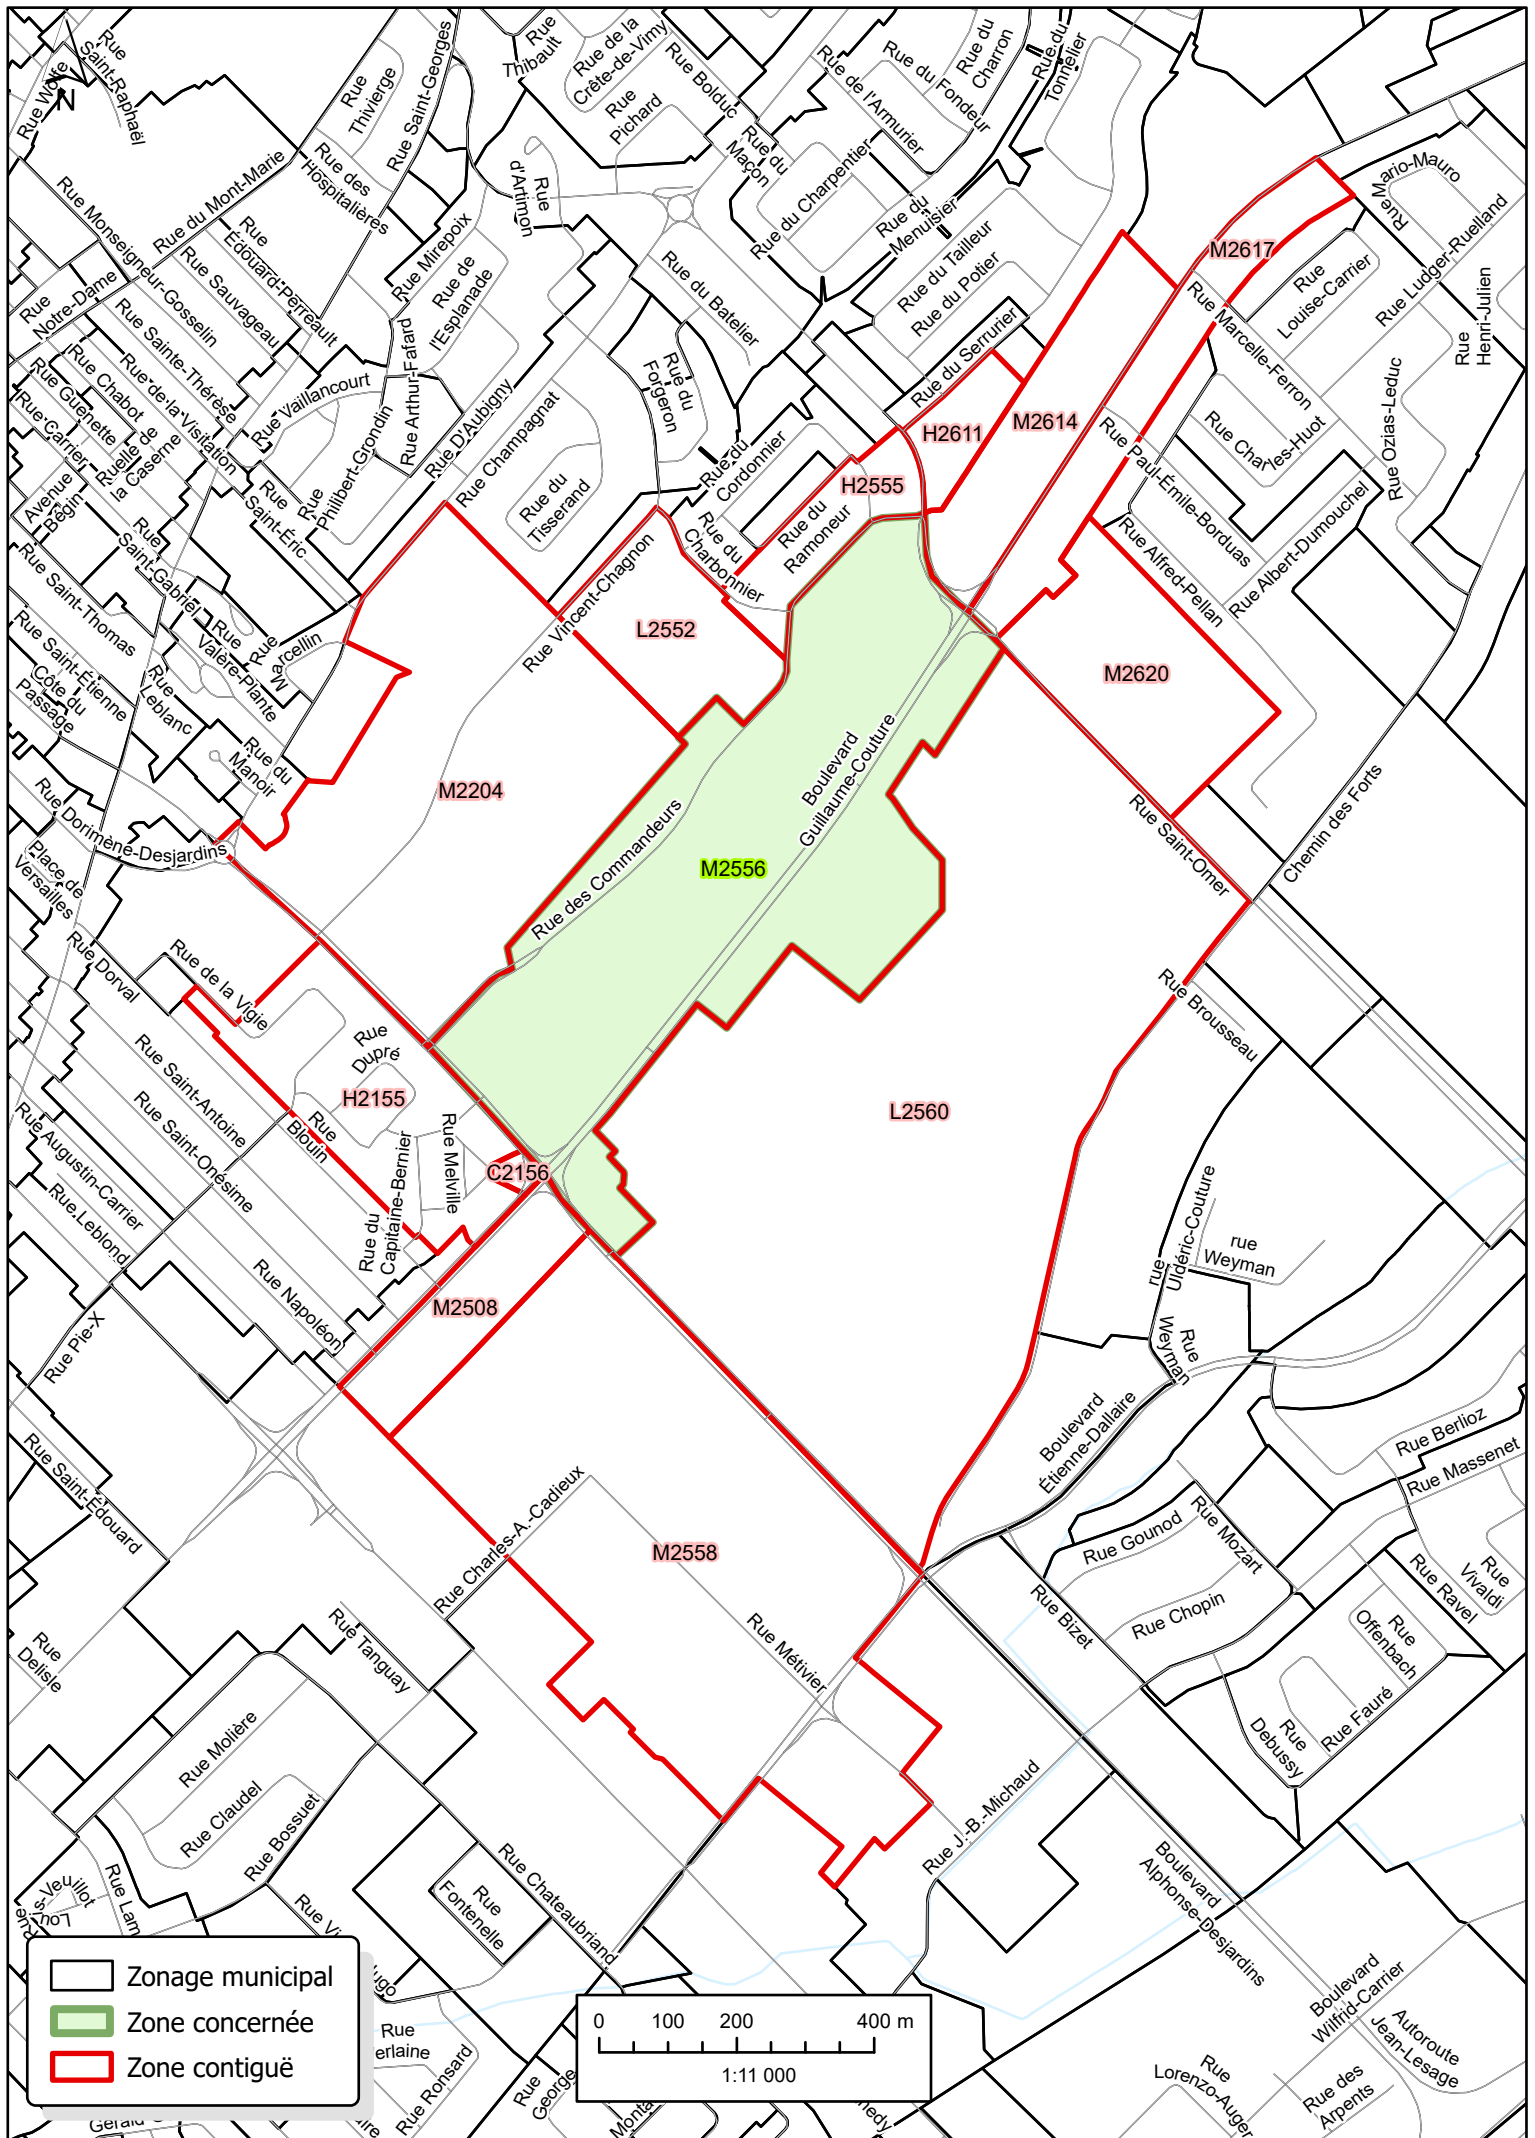 Rue Wolfe
Rue
Saint-Raphaël
N
Rue
Thivierge
Rue Saint-Georges
Rue
Thibault
Rue de la
Crête-de-Vimy
Rue Bolduc
Rue
Pichard
Rue du
Maçon
Rue de l'Armurier
Rue du Fondeur
Rue du
Charron
Rue du
Tonnelier
Rue du Charpentier
Rue du
Menuisier
Rue du Tailleur
Rue du Potier
Rue du Serrurier
Rue des
Hospitalières
Rue du Mont-Marie
Rue Monseigneur-Gosselin
Rue
Édouard-Perreault
Rue Sauvageau
Rue
Notre-Dame
Rue Sainte-Thérèse
Rue de la Visitation
Rue Chabot
Rue Guenette
Rue Carrier
Ruelle de
la Caserne
Avenue
Bégin
Rue Mirepoix
Rue de
l'Esplanade
Rue
d'Artimon
Rue du Batelier
Rue du
Forgeron
Rue Vaillancourt
Rue Arthur-Fafard
Rue
Philibert-Grondin
Rue D'Aubigny
Rue Champagnat
Rue du
Tisserand
Rue
Saint-Éric
Rue
Saint-Gabriel
Rue Saint-Thomas
Rue Saint-Étienne
Côte du
Passage
Rue
Leblanc
Rue
Valère-Plante
Rue
Marcellin
Rue du
Manoir
Rue Dorimène-Desjardins
Place de
Versailles
Rue du
Cordonnier
Rue du
Charbonnier
Rue du
Ramoneur
Rue Vincent-Chagnon
M2617
M2614
H2611
H2555
L2552
M2620
M2204
M2556
L2560
H2155
C2156
M2508
M2558
Rue Mario-Mauro
Rue Ludger-Ruelland
Rue
Louise-Carrier
Rue
Henri-Julien
Rue Marcelle-Ferron
Rue Ozias-Leduc
Rue Charles-Huot
Rue Paul-Émile-Borduas
Rue Albert-Dumouchel
Rue Alfred-Pellan
Chemin des Forts
Rue Saint-Omer
Rue Brousseau
Boulevard
Guillaume-Couture
Rue des Commandeurs
Rue Dorval
Rue de la Vigie
Rue
Dupré
Rue Saint-Antoine
Rue Saint-Onésime
Rue
Blouin
Rue Melville
Rue du
Capitaine-Bernier
Rue Augustin-Carrier
Rue Leblond
Rue Napoléon
Rue Pie-X
rue
Uldéric-Couture
rue
Weyman
Rue
Weyman
Boulevard
Étienne-Dallaire
Rue Berlioz
Rue Massenet
Rue Gounod
Rue Mozart
Rue Chopin
Rue Bizet
Rue Ravel
Rue
Vivaldi
Rue
Offenbach
Rue Fauré
Rue
Debussy
Rue Saint-Édouard
Rue Charles-A.-Cadieux
Rue Métivier
Rue Tanguay
Rue
Delisle
Rue Molière
Rue Claudel
Rue Bossuet
Rue Chateaubriand
Rue
Fontenelle
Rue J.-B.-Michaud
Boulevard
Alphonse-Desjardins
Boulevard
Wilfrid-Carrier
Autoroute
Jean-Lesage
Rue
Lorenzo-Auger
Rue des
Arpents
Rue Lam
Rue Vi
ugo
Rue
erlaine
Rue Ronsard
Rue
George
Monta
nedy
Gérald
aire
Zonage municipal
Zone concernée
Zone contiguë
0 100 200 400 m
1:11 000